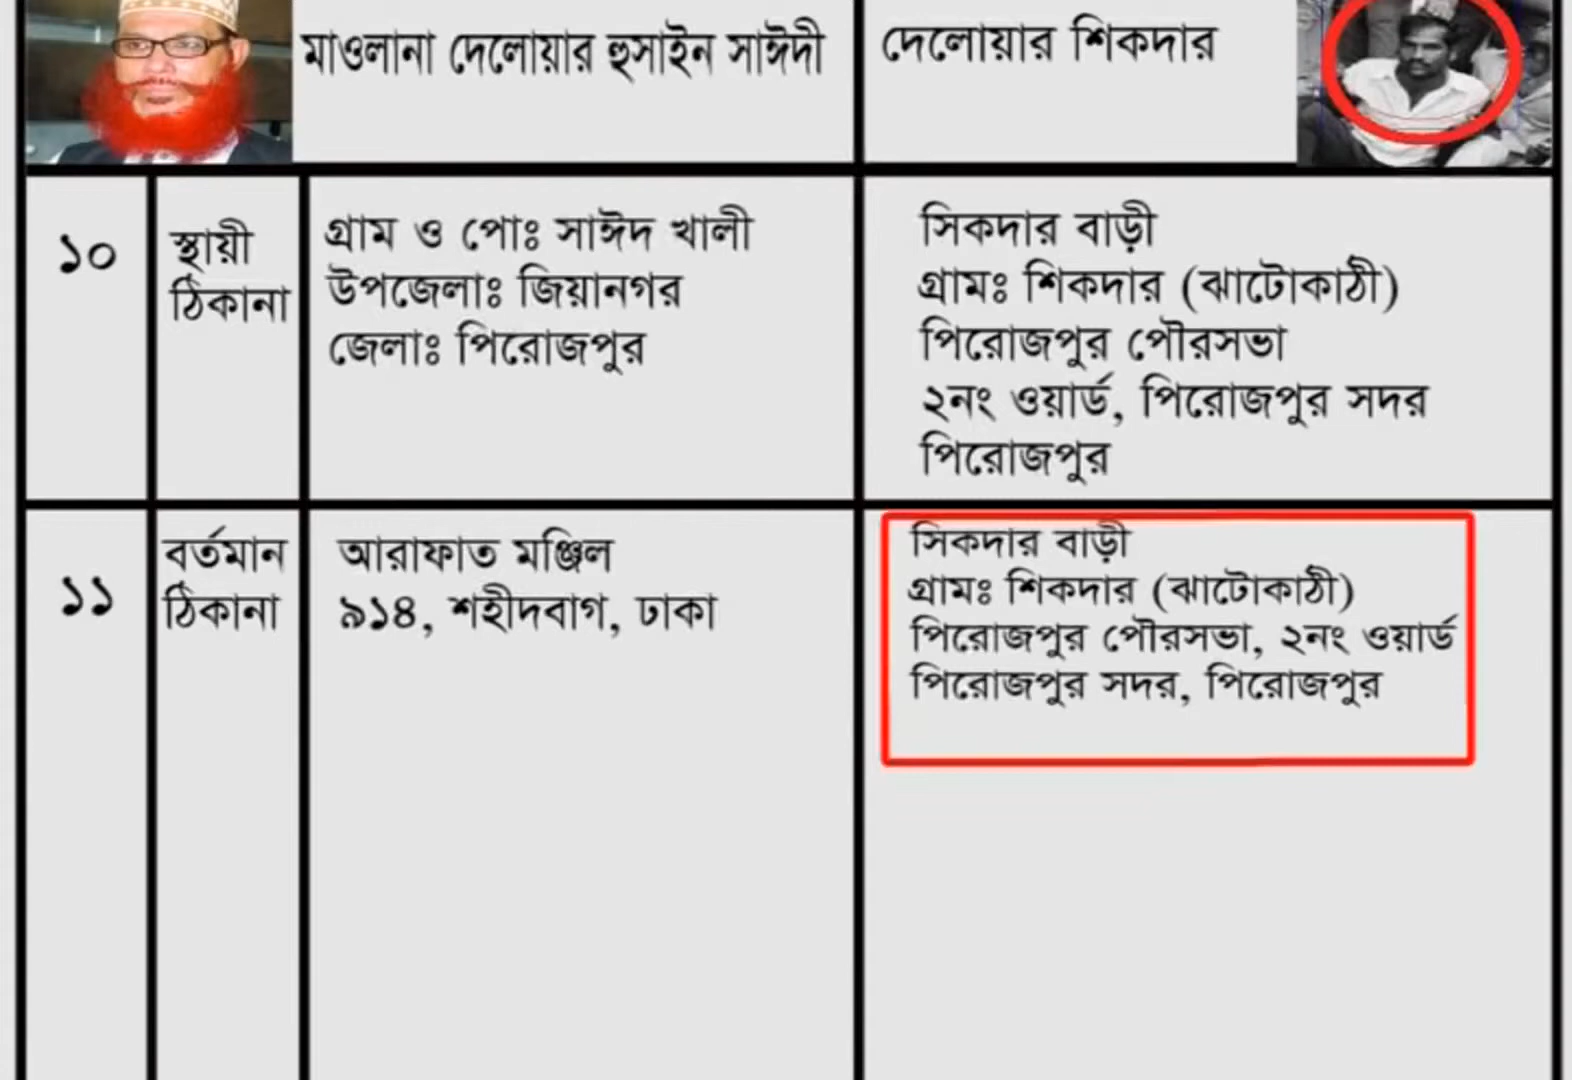 মাওলানা দেলোয়ার হুসাইন সাঈদী
দেলোয়ার শিকদার
১০
স্থায়ী
ঠিকানা
গ্রাম ও পোঃ সাঈদ খালী
উপজেলাঃ জিয়ানগর
জেলাঃ পিরোজপুর
সিকদার বাড়ী
গ্রামঃ শিকদার (ঝাটোকাঠী)
পিরোজপুর পৌরসভা
২নং ওয়ার্ড, পিরোজপুর সদর
পিরোজপুর
১১
বর্তমান
ঠিকানা
আরাফাত মঞ্জিল
৯১৪, শহীদবাগ, ঢাকা
সিকদার বাড়ী
গ্রামঃ শিকদার (ঝাটোকাঠী)
পিরোজপুর পৌরসভা, ২নং ওয়ার্ড
পিরোজপুর সদর, পিরোজপুর